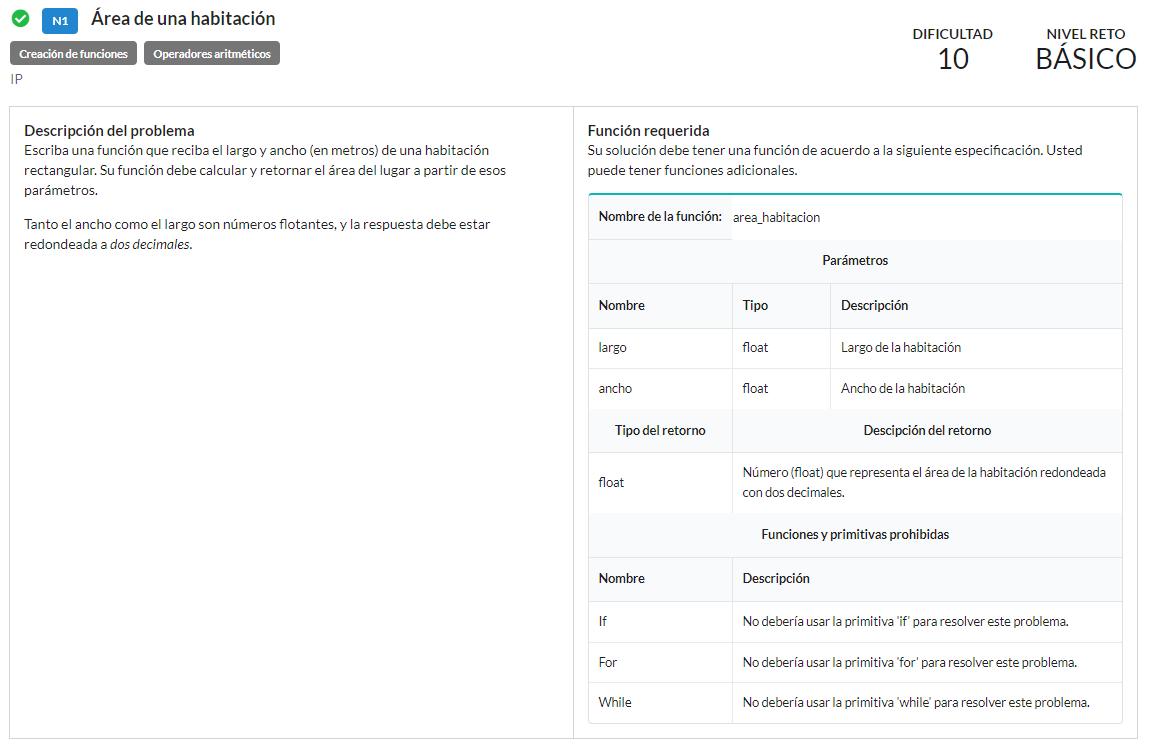 N1 Área de una habitación
Creación de funciones Operadores aritméticos
IP
DIFICULTAD
10
NIVEL RETO
BÁSICO
Descripción del problema
Escriba una función que reciba el largo y ancho (en metros) de una habitación
rectangular. Su función debe calcular y retornar el área del lugar a partir de esos
parámetros.
Tanto el ancho como el largo son números flotantes, y la respuesta debe estar
redondeada a dos decimales.
Función requerida
Su solución debe tener una función de acuerdo a la siguiente especificación. Usted
puede tener funciones adicionales.
Nombre de la función: area_habitacion
Parámetros
Nombre Tipo Descripción
largo float Largo de la habitación
ancho float Ancho de la habitación
Tipo del retorno Descipción del retorno
float Número (float) que representa el área de la habitación redondeada
con dos decimales.
Funciones y primitivas prohibidas
Nombre Descripción
If No debería usar la primitiva 'if' para resolver este problema.
For No debería usar la primitiva 'for' para resolver este problema.
While No debería usar la primitiva 'while' para resolver este problema.